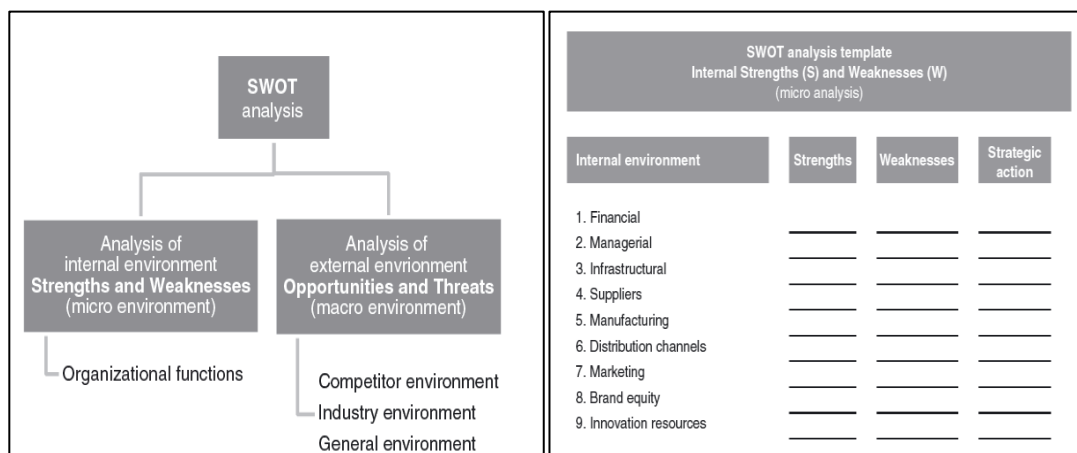 SWOT
analysis
Analysis of
internal environment
Strengths and Weaknesses
(micro environment)
Organizational functions
Analysis of
external envrionment
Opportunities and Threats
(macro environment)
Competitor environment
Industry environment
General environment
SWOT analysis template
Internal Strengths (S) and Weaknesses (W)
(micro analysis)
Internal environment
Strengths
Weaknesses
Strategic
action
1. Financial
2. Managerial
3. Infrastructural
4. Suppliers
5. Manufacturing
6. Distribution channels
7. Marketing
8. Brand equity
9. Innovation resources